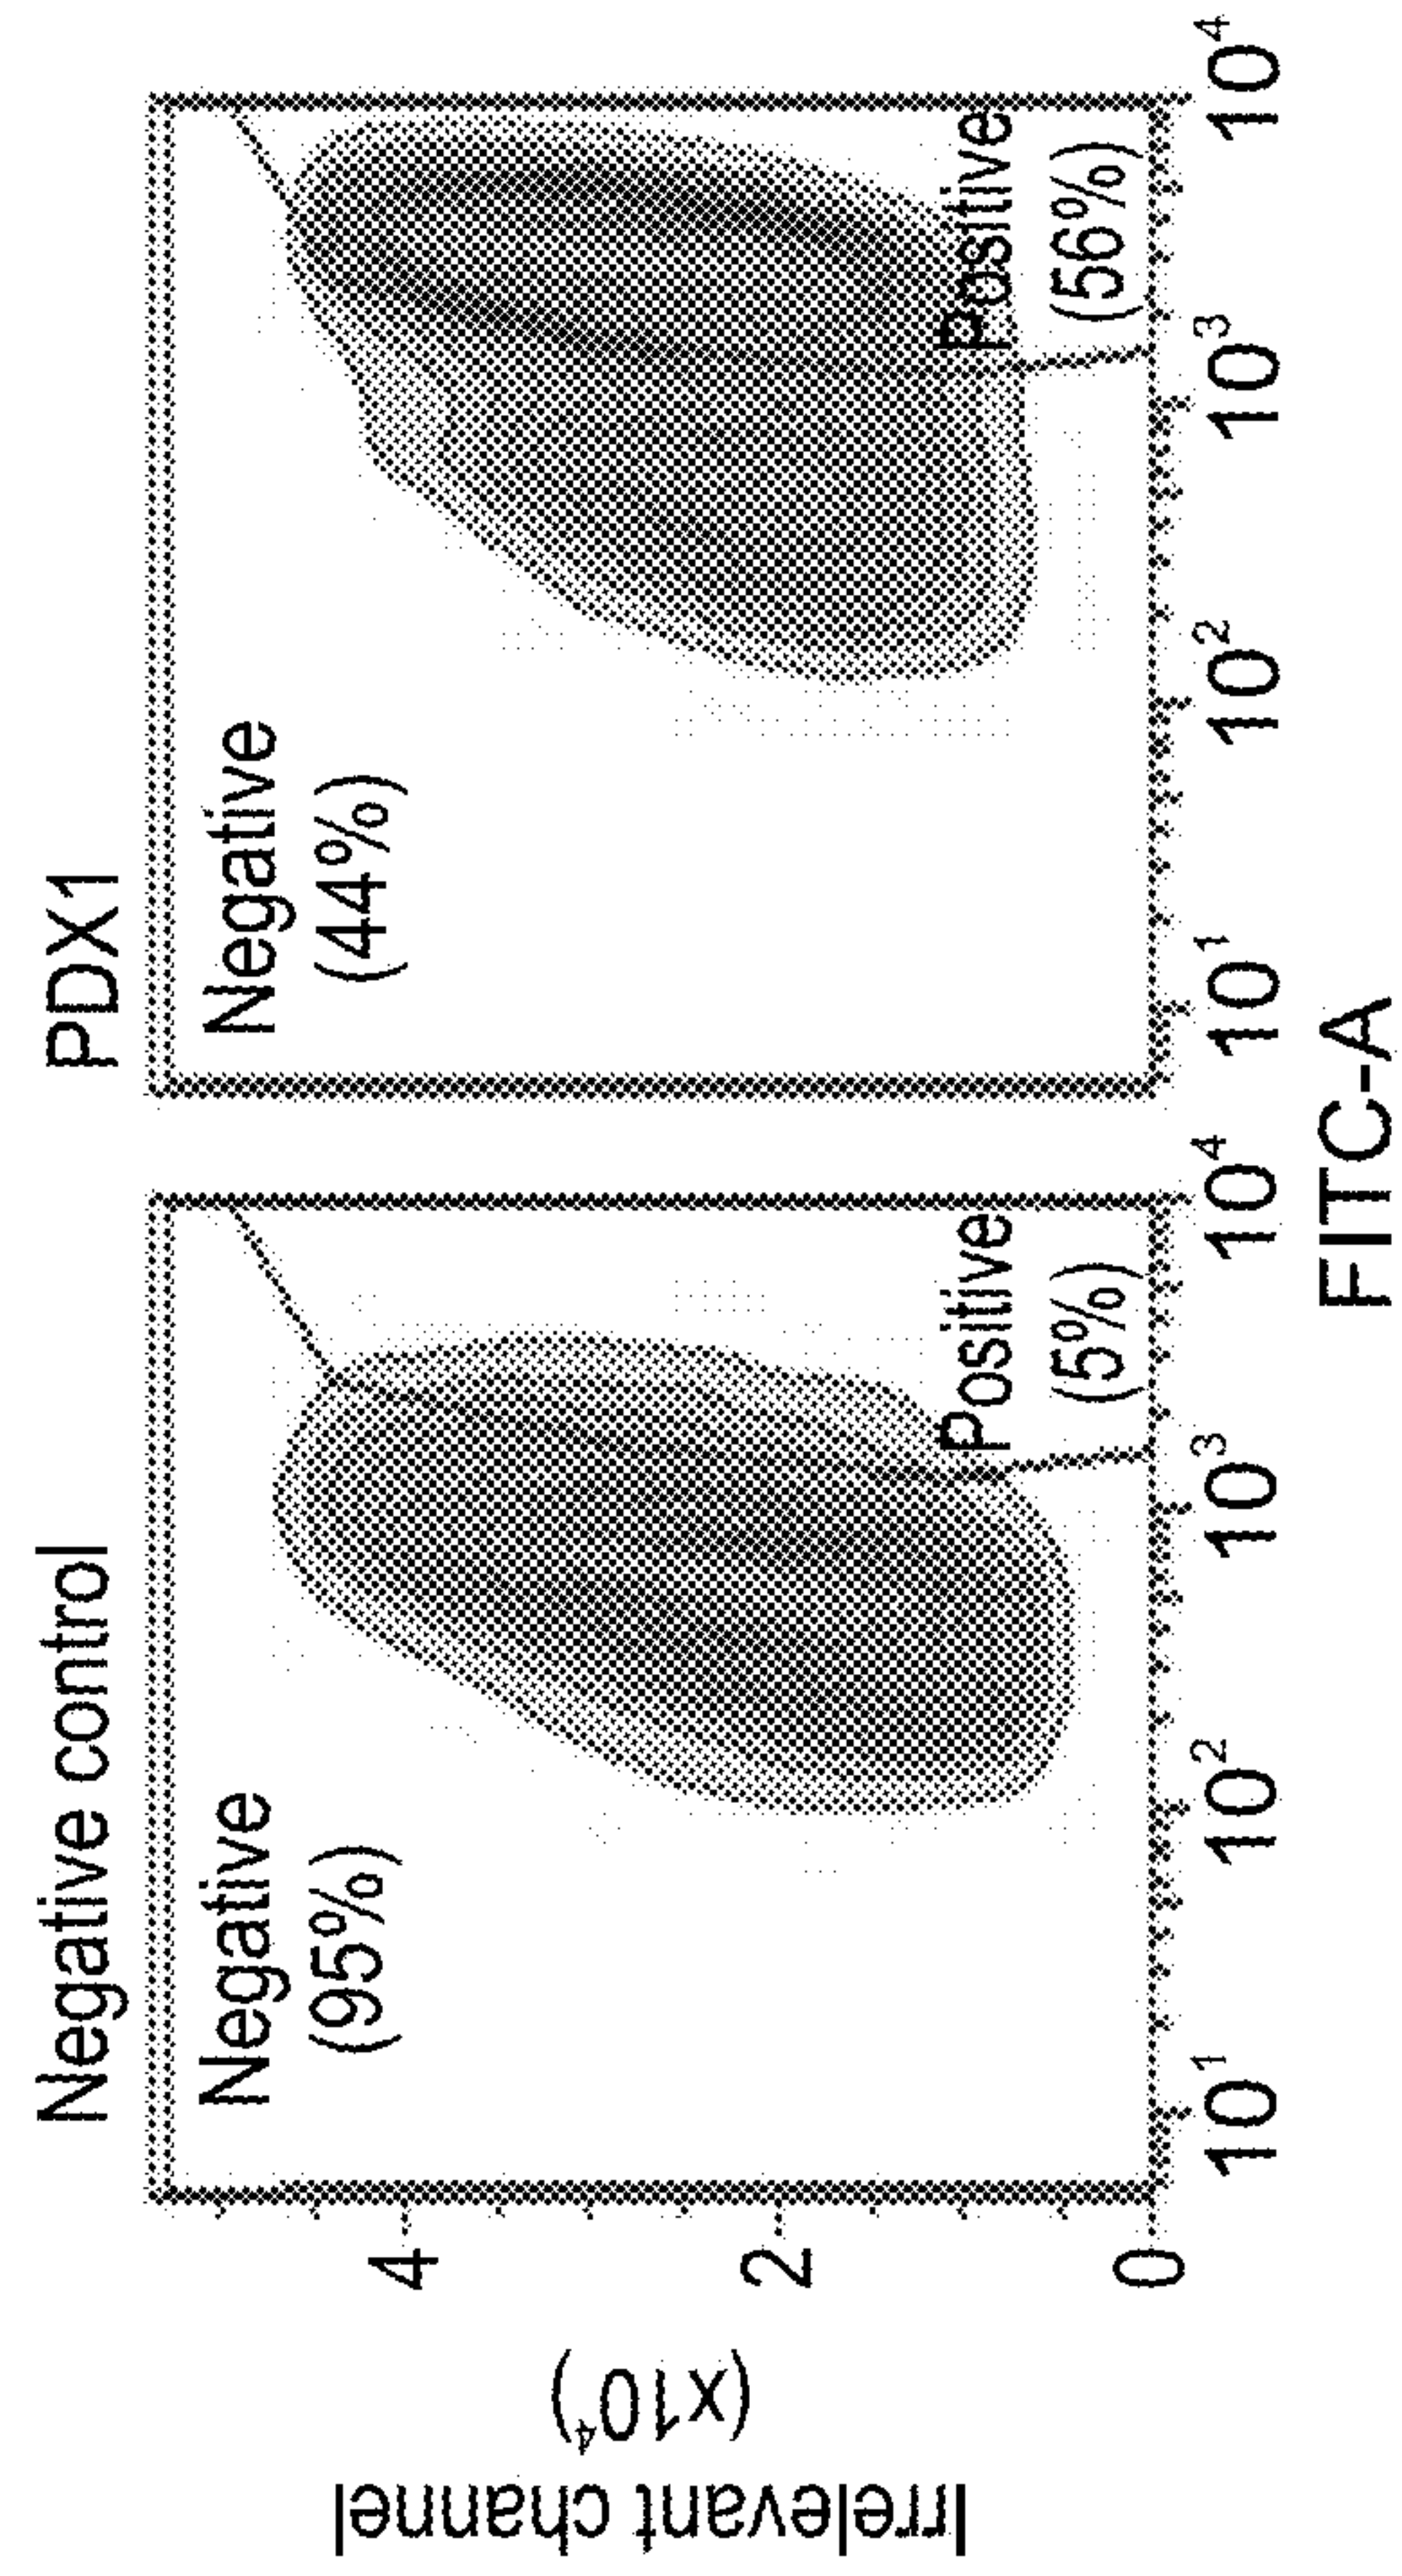 Negative control
PDX1
Negative
(95%)
Negative
(44%)
Positive
(5%)
Positive
(56%)
4
2
0
Irrelevant channel
(x10⁴)
10¹ 10² 10³ 10⁴
10¹ 10² 10³ 10⁴
FITC-A